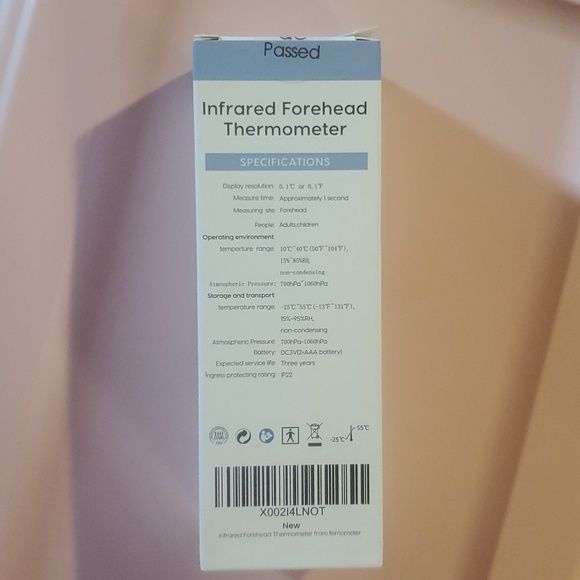 Passed
Infrared Forehead
Thermometer
SPECIFICATIONS
Display resolution: 0.1℃ or 0.1℉
Measure time: Approximately 1 second
Measuring site: Forehead
People: Adults,children
Operating environment
temperture range: 10℃~40℃ (50℉~104℉),
15%~85%RH,
non-condensing
Atmospheric Pressure: 700hPa~1060hPa
Storage and transport
temperature range: -25℃~55℃ (-13℉~131℉),
15%~95%RH,
non-condensing
Atmospheric Pressure: 700hPa~1060hPa
Battery: DC3V(2×AAA battery)
Expected service life: Three years
Ingress protecting rating: IP22
-25℃ 55℃
X002I4LNOT
New
Infrared Forehead Thermometer from femometer